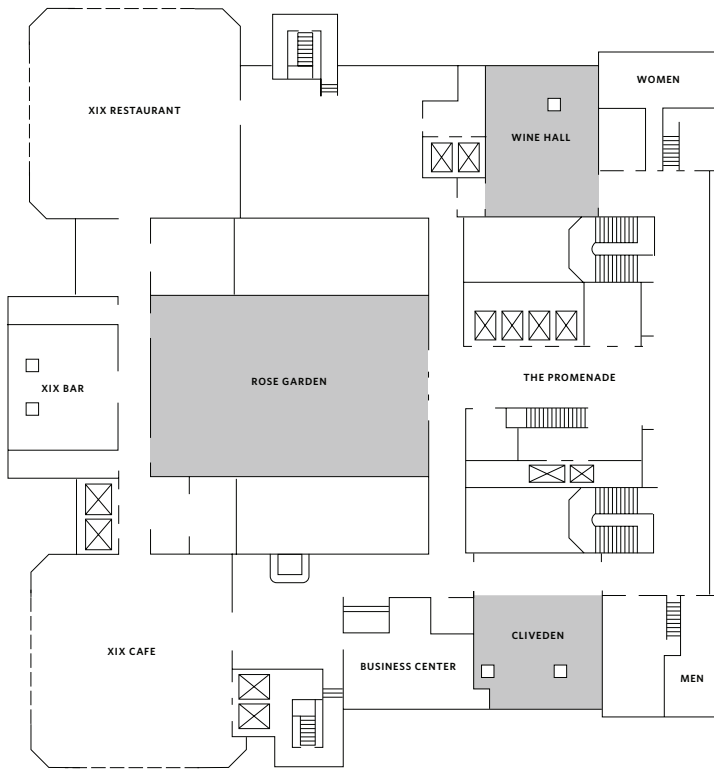 WOMEN
XIX RESTAURANT
WINE HALL
THE PROMENADE
ROSE GARDEN
XIX BAR
CLIVEDEN
XIX CAFE
BUSINESS CENTER
MEN